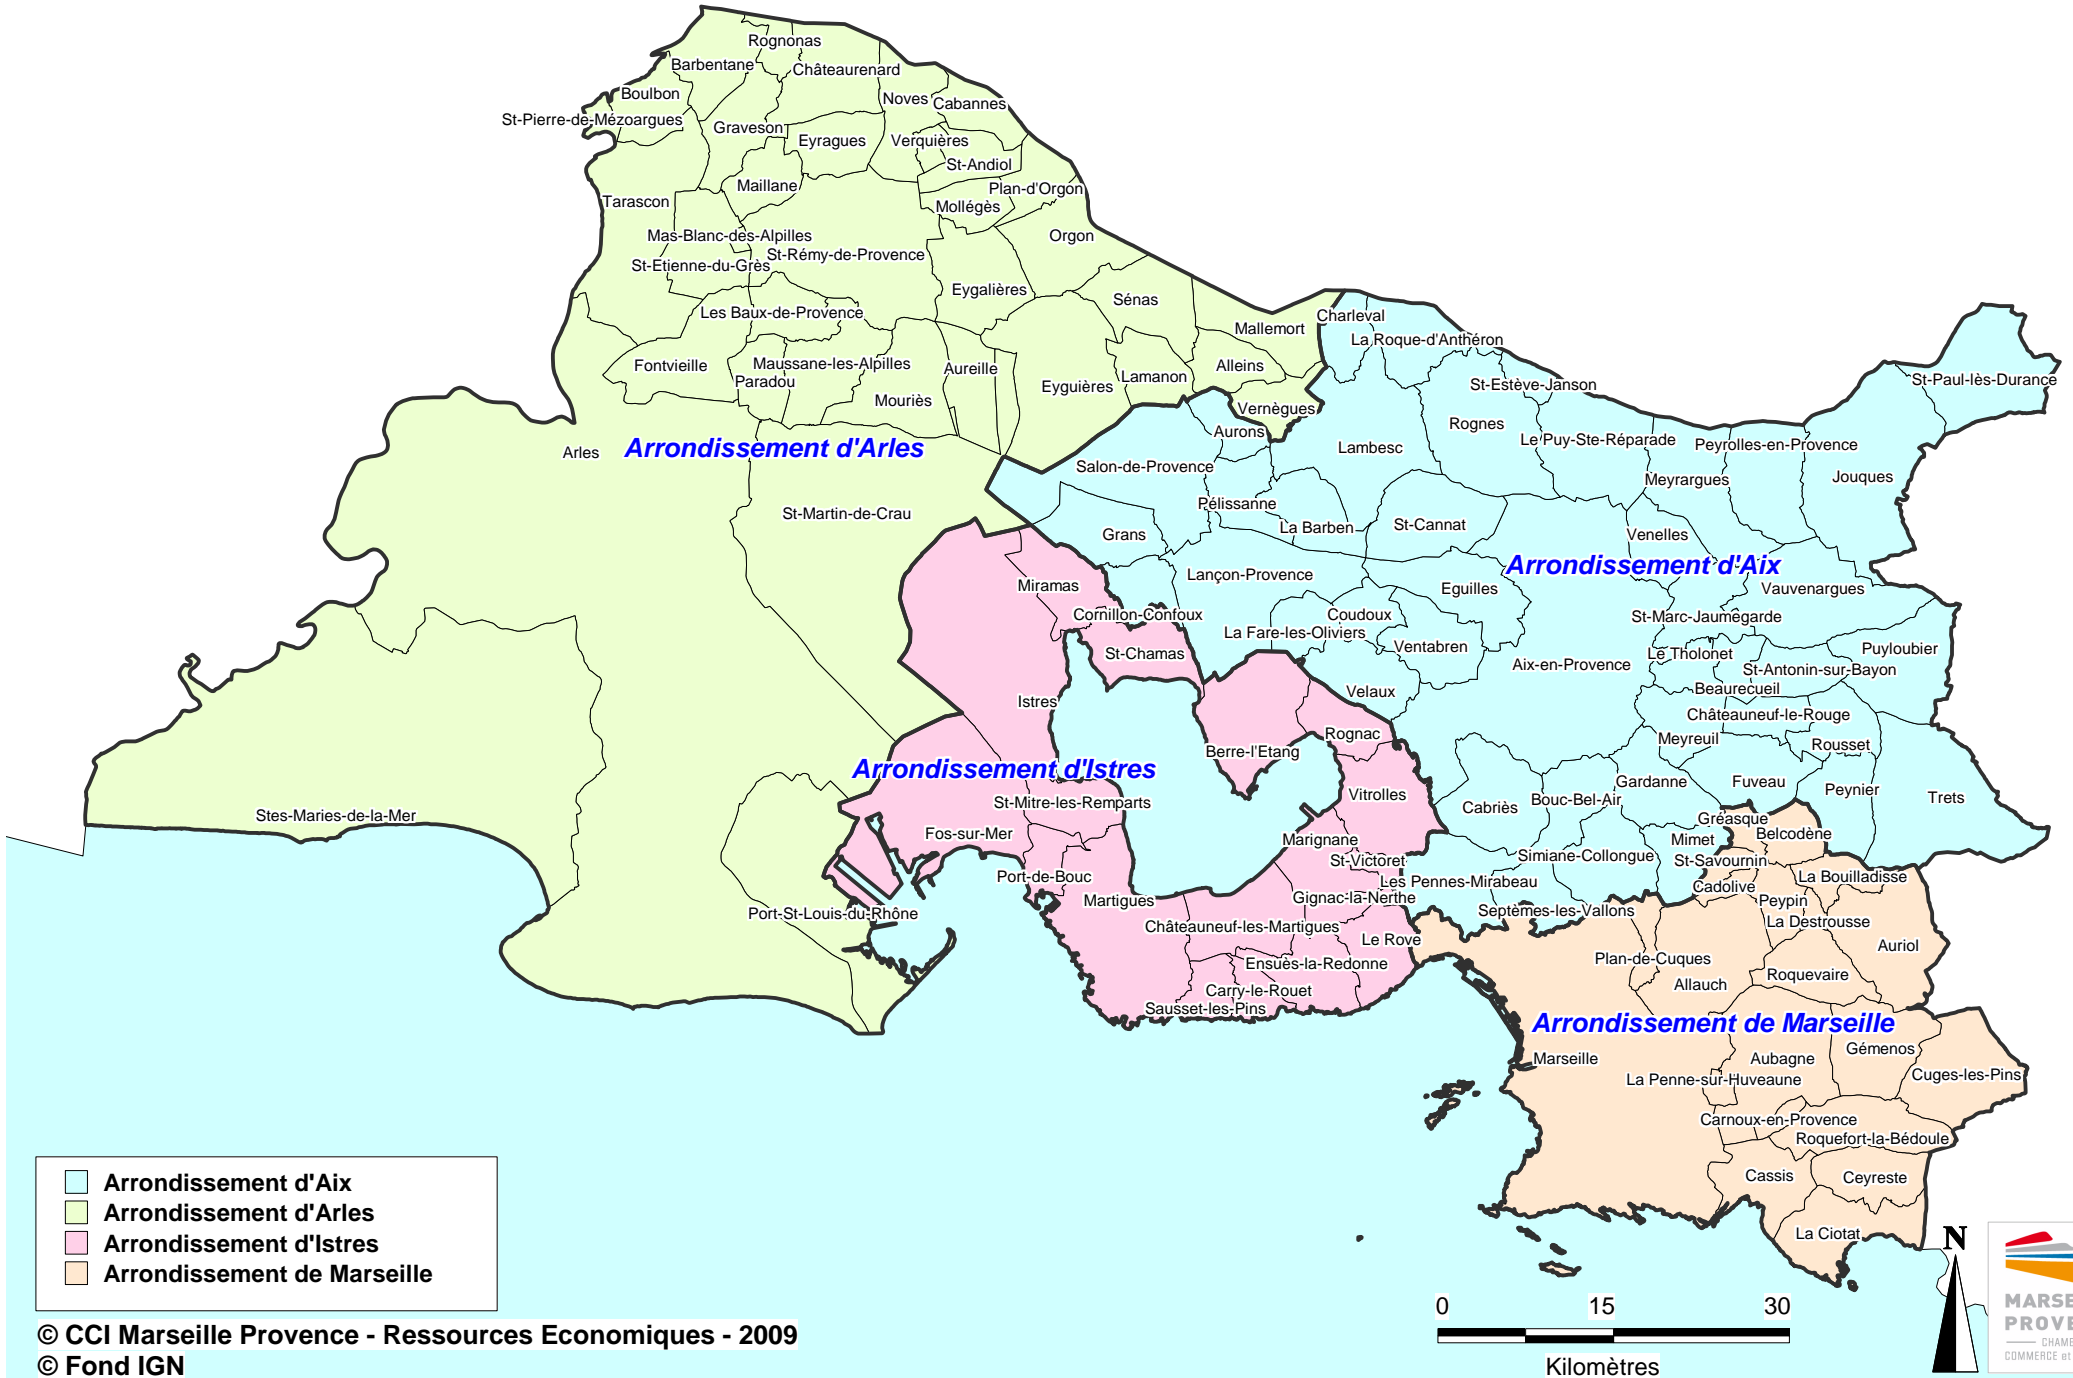 Rognonas
Barbentane
Châteaurenard
Boulbon
Noves
Cabannes
St-Pierre-de-Mézoargues
Graveson
Eyragues
Verquières
St-Andiol
Maillane
Plan-d'Orgon
Tarascon
Mollégès
Mas-Blanc-des-Alpilles
Orgon
St-Rémy-de-Provence
St-Etienne-du-Grès
Eygalières
Sénas
Les Baux-de-Provence
Charleval
Mallemort
La Roque-d'Anthéron
Fontvieille
Maussane-les-Alpilles
Aureille
Alleins
Paradou
Lamanon
Eyguières
St-Estève-Janson
St-Paul-lès-Durance
Mouriès
Vernègues
Rognes
Aurons
Le Puy-Ste-Réparade
Peyrolles-en-Provence
Arles
Arrondissement d'Arles
Lambesc
Salon-de-Provence
Meyrargues
Jouques
Pélissanne
St-Martin-de-Crau
La Barben
St-Cannat
Grans
Venelles
Arrondissement d'Aix
Lançon-Provence
Miramas
Eguilles
Vauvenargues
Cornillon-Confoux
Coudoux
St-Marc-Jaumegarde
La Fare-les-Oliviers
Ventabren
St-Chamas
Le Tholonet
Puyloubier
Aix-en-Provence
St-Antonin-sur-Bayon
Velaux
Beaurecueil
Istres
Châteauneuf-le-Rouge
Rognac
Meyreuil
Rousset
Berre-l'Etang
Arrondissement d'Istres
Gardanne
Fuveau
Vitrolles
Peynier
Trets
St-Mitre-les-Remparts
Cabriès
Bouc-Bel-Air
Stes-Maries-de-la-Mer
Gréasque
Fos-sur-Mer
Marignane
Mimet
Belcodène
St-Victoret
Simiane-Collongue
St-Savournin
Port-de-Bouc
Les Pennes-Mirabeau
La Bouilladisse
Cadolive
Martigues
Gignac-la-Nerthe
Peypin
Port-St-Louis-du-Rhône
Septèmes-les-Vallons
La Destrousse
Châteauneuf-les-Martigues
Le Rove
Auriol
Plan-de-Cuques
Ensuès-la-Redonne
Roquevaire
Allauch
Carry-le-Rouet
Sausset-les-Pins
Arrondissement de Marseille
Marseille
Aubagne
Gémenos
La Penne-sur-Huveaune
Cuges-les-Pins
Carnoux-en-Provence
Roquefort-la-Bédoule
Cassis
Ceyreste
La Ciotat
Arrondissement d'Aix
Arrondissement d'Arles
Arrondissement d'Istres
Arrondissement de Marseille
© CCI Marseille Provence - Ressources Economiques - 2009
© Fond IGN
0 15 30
Kilomètres
N
MARSE
PROVE
CHAMB
COMMERCE et